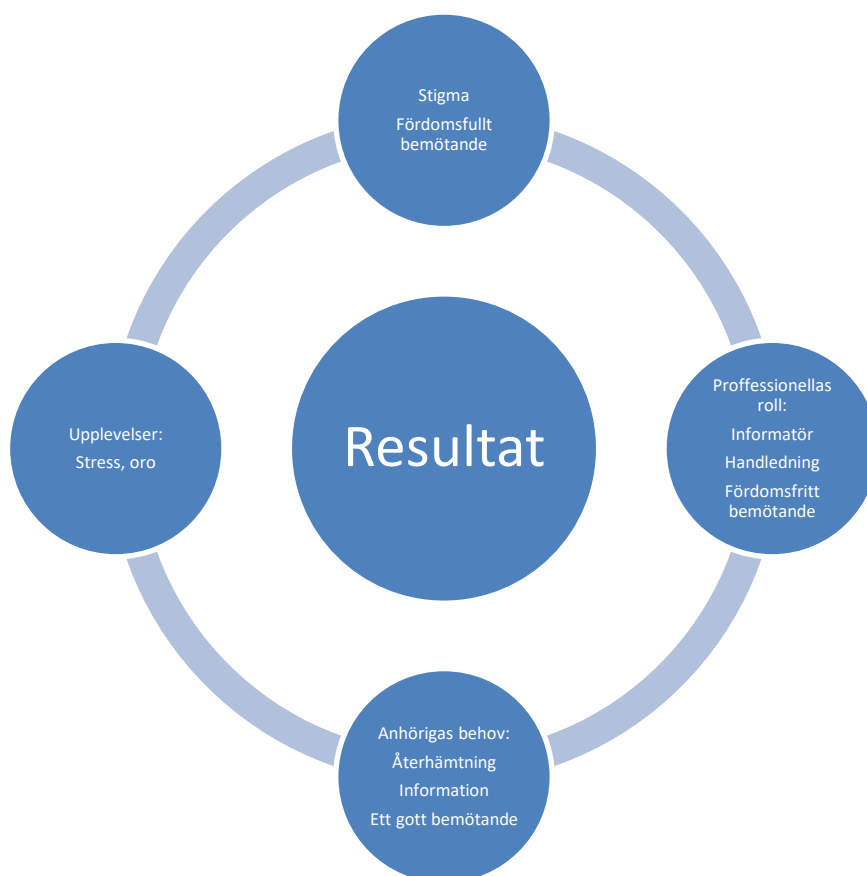 Stigma
Fördomsfullt
bemötande
Proffessionellas
roll:
Informatör
Handledning
Fördomsfritt
bemötande
Resultat
Upplevelser:
Stress, oro
Anhörigas behov:
Återhämtning
Information
Ett gott bemötande